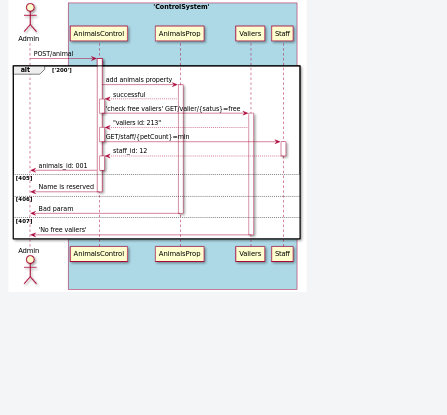 'ControlSystem'
Admin
AnimalsControl
AnimalsProp
Valiers
Staff
POST/animal
alt
['200']
add animals property
successful
'check free valiers' GET/valier/{satus}=free
"valiers id: 213"
GET/staff/{petCount}=min
staff_id: 12
animals_id: 001
[405]
Name is reserved
[406]
Bad param
[407]
'No free valiers'
Admin
AnimalsControl
AnimalsProp
Valiers
Staff